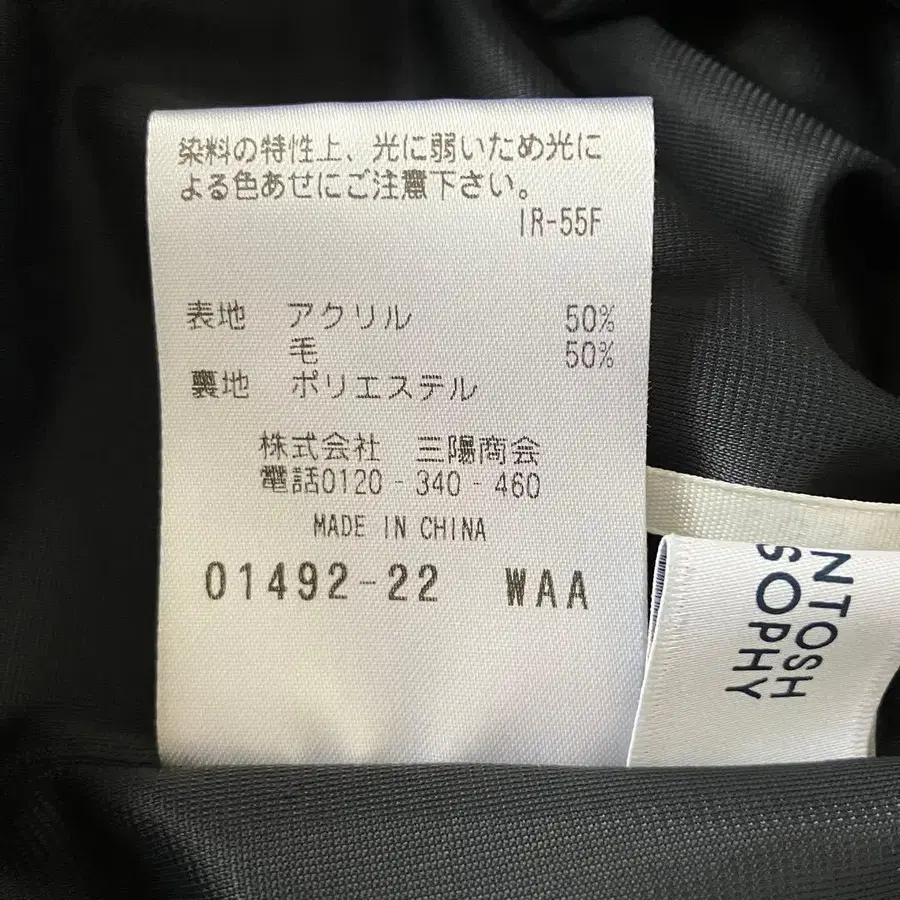 染料の特性上、光に弱いため光に
よる色あせにご注意下さい。
IR-55F
表地 アクリル 50%
毛 50%
裏地 ポリエステル
株式会社 三陽商会
電話0120-340-460
MADE IN CHINA
01492-22 WAA
NTOSH
SOPHY